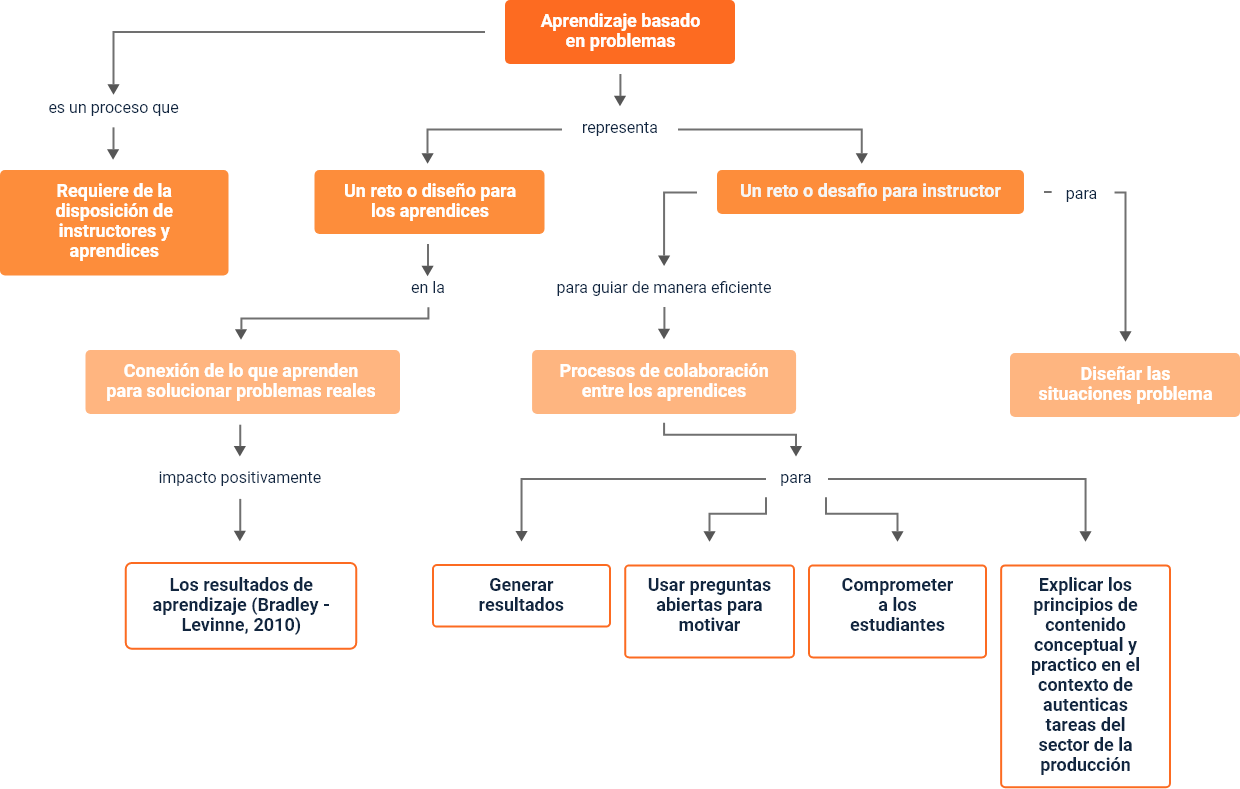 Aprendizaje basado
en problemas
es un proceso que
representa
Requiere de la
disposición de
instructores y
aprendices
Un reto o diseño para
los aprendices
Un reto o desafio para instructor
para
en la
para guiar de manera eficiente
Conexión de lo que aprenden
para solucionar problemas reales
Procesos de colaboración
entre los aprendices
Diseñar las
situaciones problema
impacto positivamente
para
Los resultados de
aprendizaje (Bradley -
Levinne, 2010)
Generar
resultados
Usar preguntas
abiertas para
motivar
Comprometer
a los
estudiantes
Explicar los
principios de
contenido
conceptual y
practico en el
contexto de
autenticas
tareas del
sector de la
producción